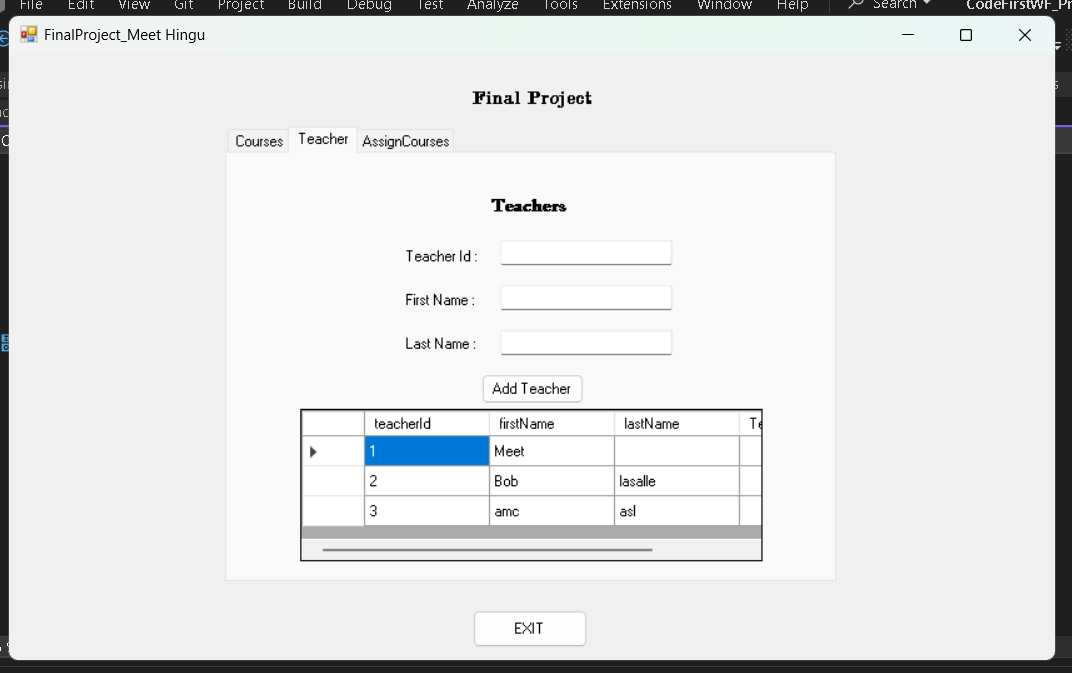 File Edit View Git Project Build Debug Test Analyze Tools Extensions Window Help Search
FinalProject_Meet Hingu
Final Project
Courses Teacher AssignCourses
Teachers
Teacher Id :
First Name :
Last Name :
Add Teacher
teacherId firstName lastName Te
1 Meet
2 Bob lasalle
3 amc asl
EXIT